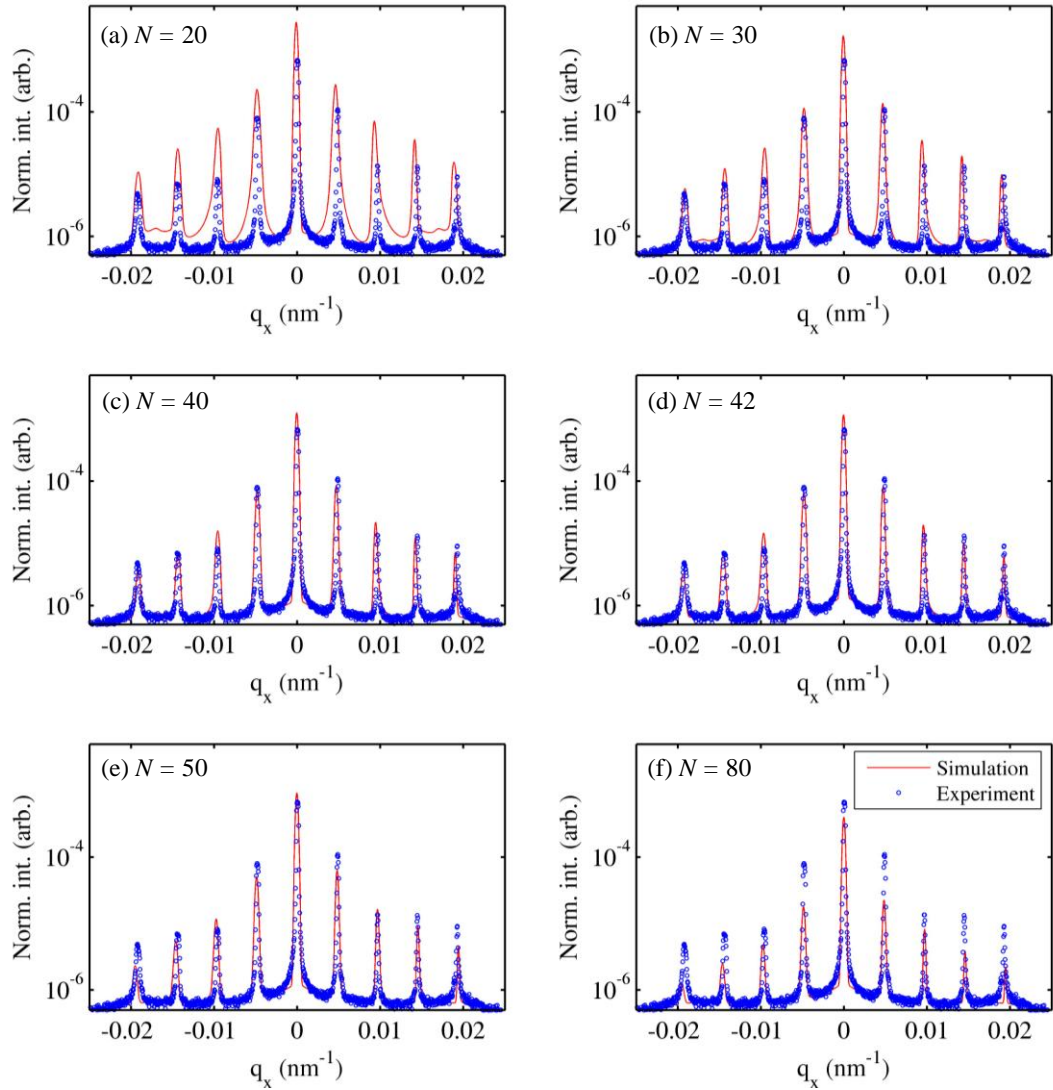 (a) N = 20
Norm. int. (arb.)
10^-4
10^-6
-0.02 -0.01 0 0.01 0.02
q_x (nm^-1)
(b) N = 30
Norm. int. (arb.)
10^-4
10^-6
-0.02 -0.01 0 0.01 0.02
q_x (nm^-1)
(c) N = 40
Norm. int. (arb.)
10^-4
10^-6
-0.02 -0.01 0 0.01 0.02
q_x (nm^-1)
(d) N = 42
Norm. int. (arb.)
10^-4
10^-6
-0.02 -0.01 0 0.01 0.02
q_x (nm^-1)
(e) N = 50
Norm. int. (arb.)
10^-4
10^-6
-0.02 -0.01 0 0.01 0.02
q_x (nm^-1)
(f) N = 80
Simulation
Experiment
Norm. int. (arb.)
10^-4
10^-6
-0.02 -0.01 0 0.01 0.02
q_x (nm^-1)